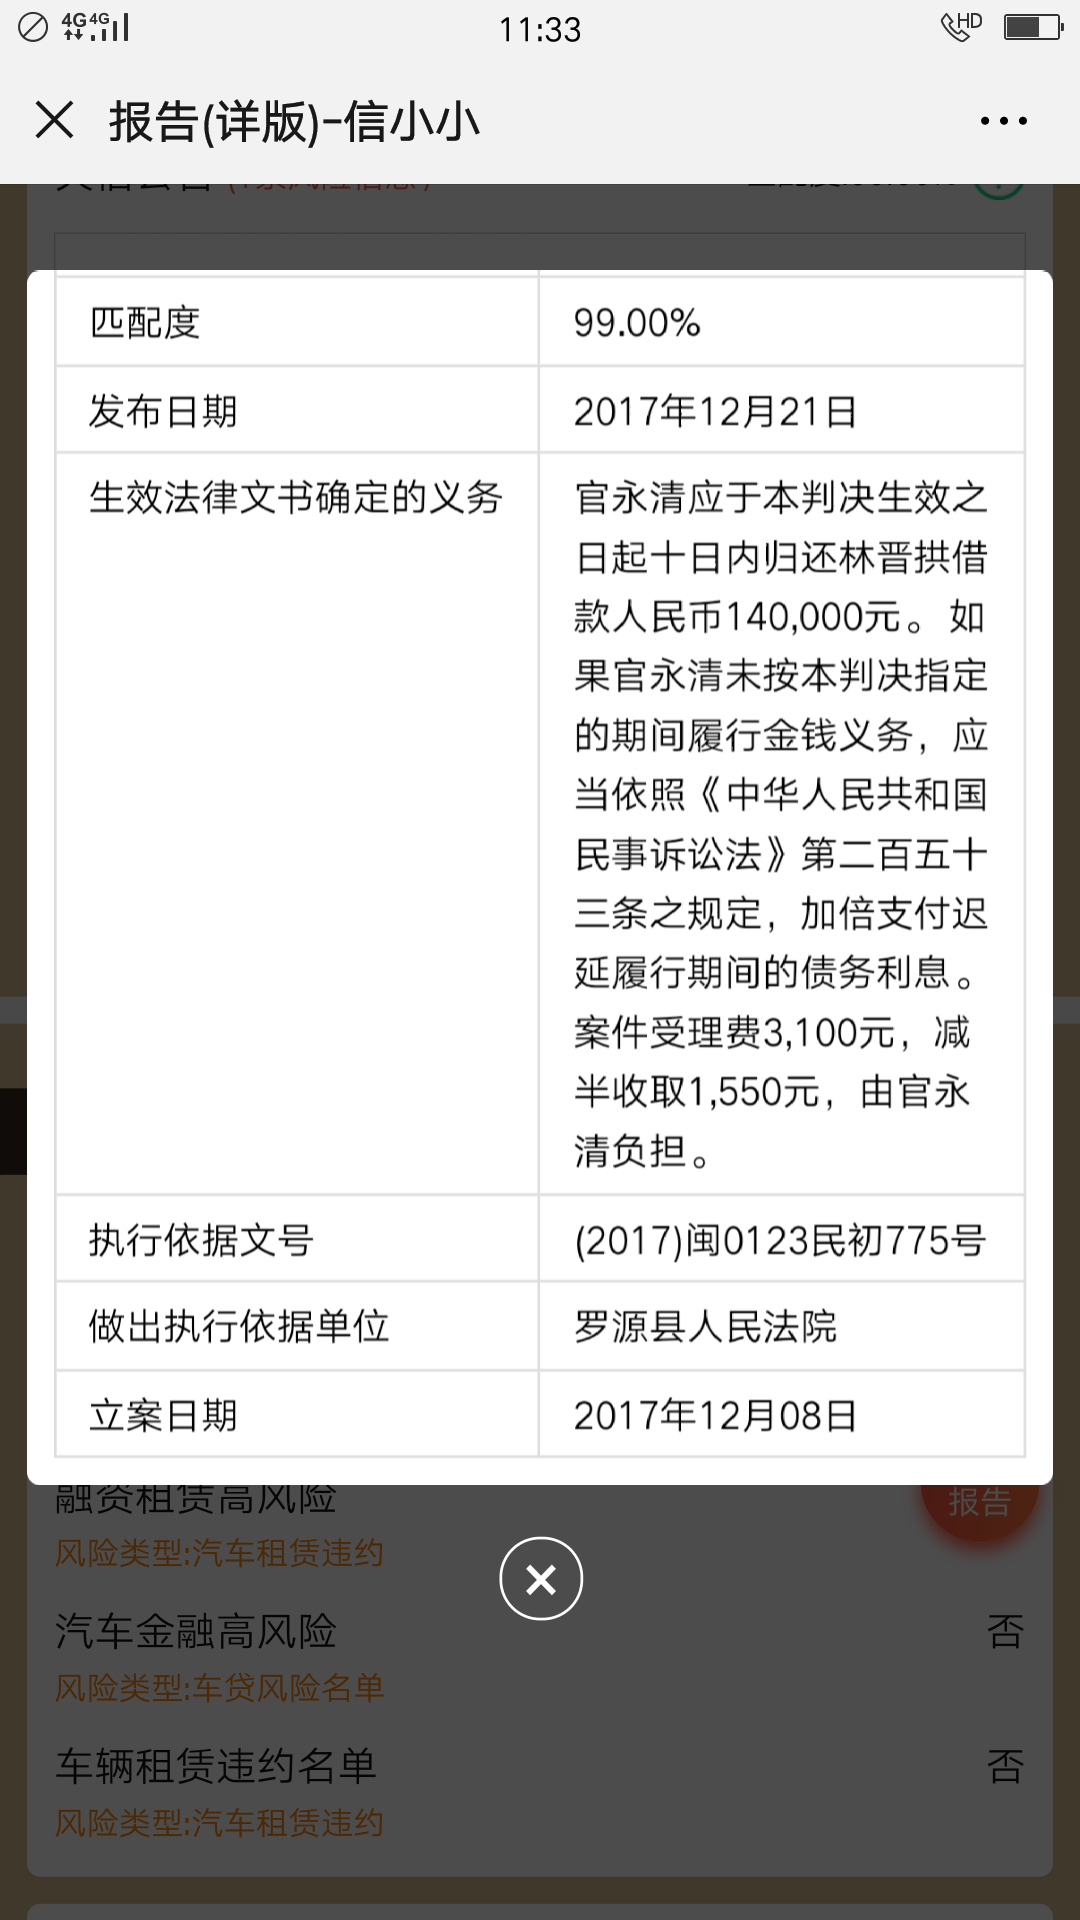 4G 4G 11:33 HD
报告(详版)-信小小
匹配度 99.00%
发布日期 2017年12月21日
生效法律文书确定的义务 官永清应于本判决生效之
日起十日内归还林晋拱借
款人民币140,000元。如
果官永清未按本判决指定
的期间履行金钱义务，应
当依照《中华人民共和国
民事诉讼法》第二百五十
三条之规定，加倍支付迟
延履行期间的债务利息。
案件受理费3,100元，减
半收取1,550元，由官永
清负担。
执行依据文号 (2017)闽0123民初775号
做出执行依据单位 罗源县人民法院
立案日期 2017年12月08日
融资租赁高风险
报告
风险类型:汽车租赁违约
汽车金融高风险 否
风险类型:车贷风险名单
车辆租赁违约名单 否
风险类型:汽车租赁违约